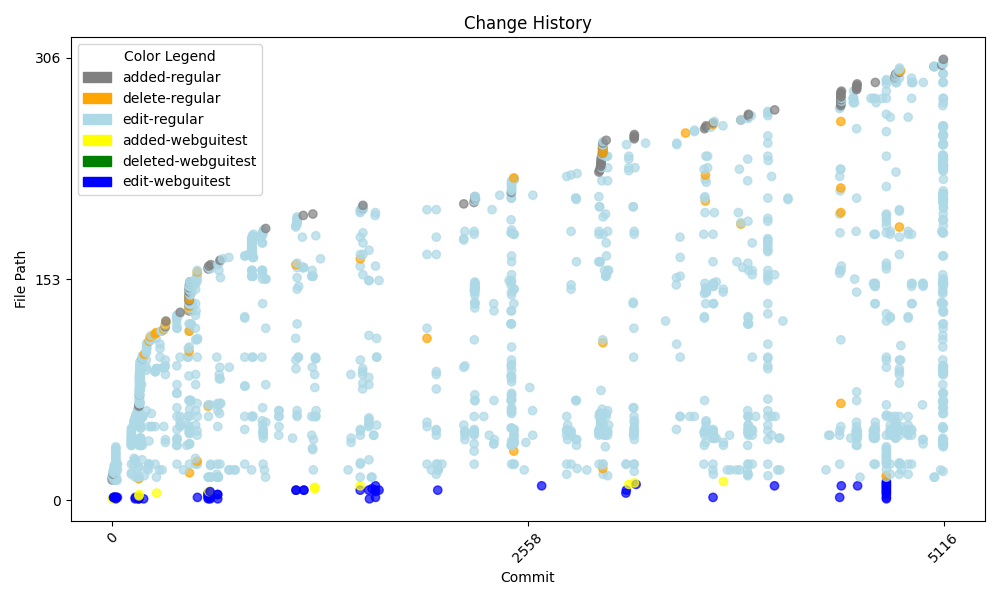 Change History
306
153
0
File Path
Color Legend
added-regular
delete-regular
edit-regular
added-webguitest
deleted-webguitest
edit-webguitest
0
2558
5116
Commit